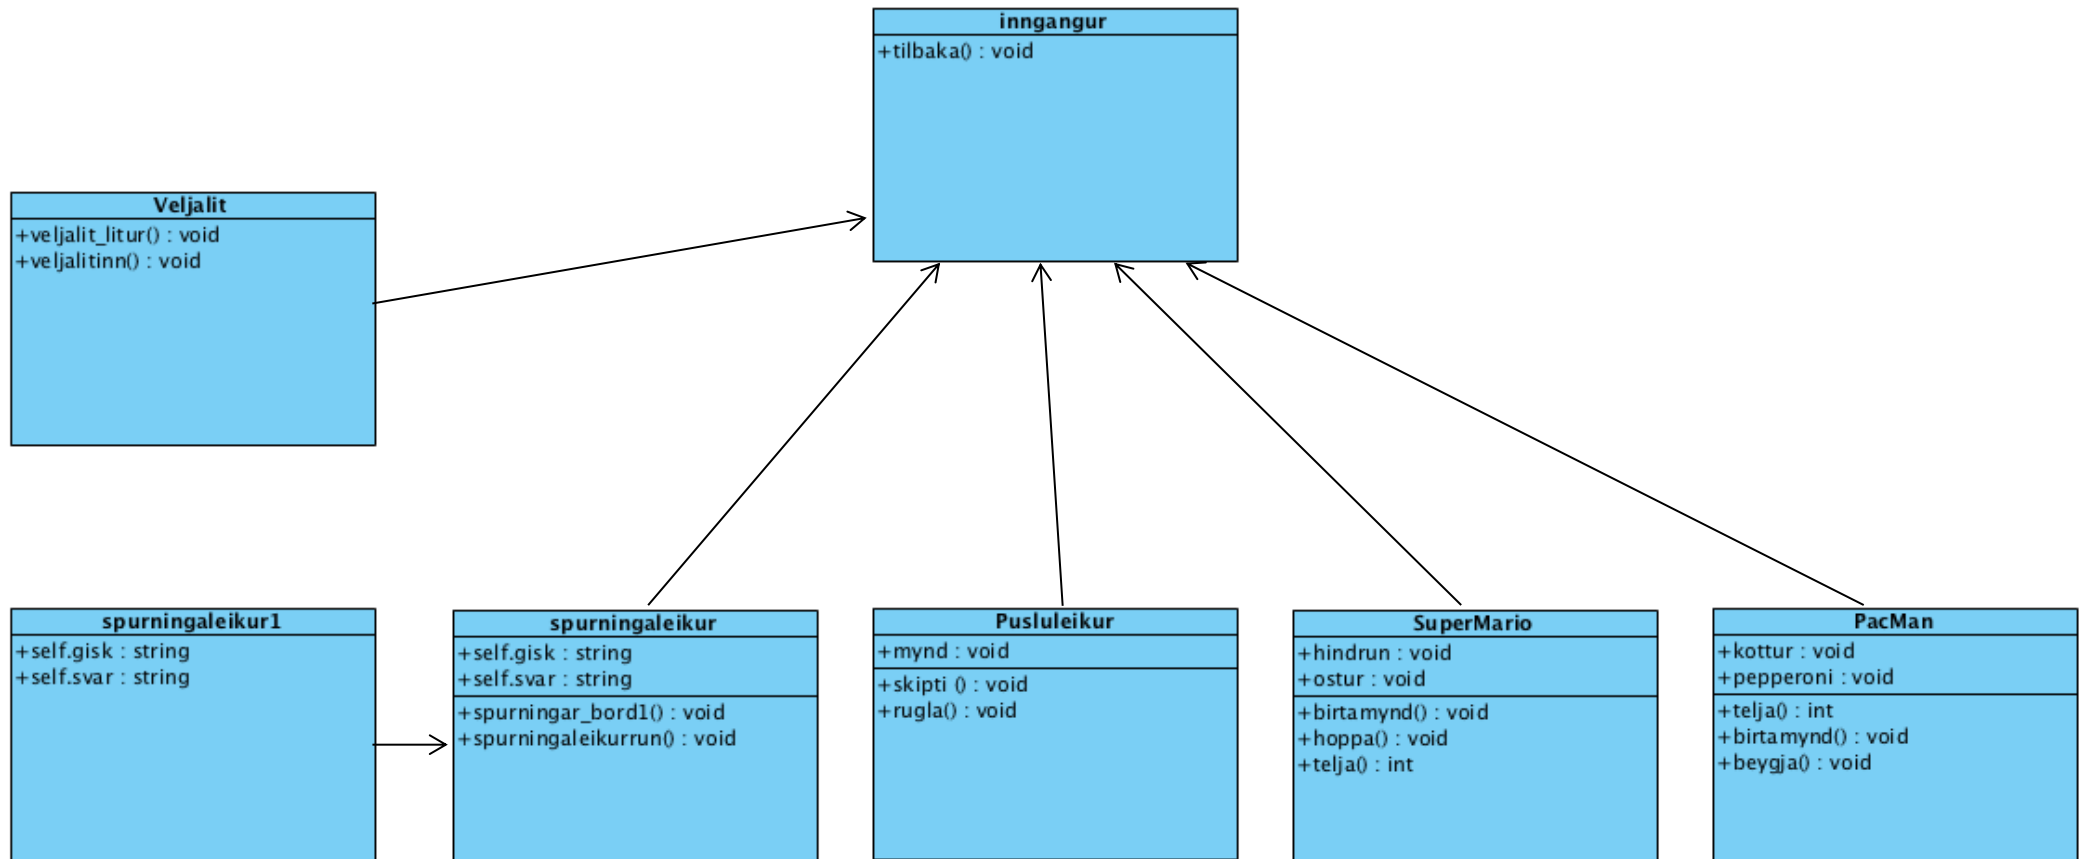 inngangur
+tilbaka() : void
Veljalit
+veljalit_litur() : void
+veljalitinn() : void
spurningaleikur1
+self.gisk : string
+self.svar : string
spurningaleikur
+self.gisk : string
+self.svar : string
+spurningar_bord1() : void
+spurningaleikurrun() : void
Pusluleikur
+mynd : void
+skipti () : void
+rugla() : void
SuperMario
+hindrun : void
+ostur : void
+birtamynd() : void
+hoppa() : void
+telja() : int
PacMan
+kottur : void
+pepperoni : void
+telja() : int
+birtamynd() : void
+beygja() : void